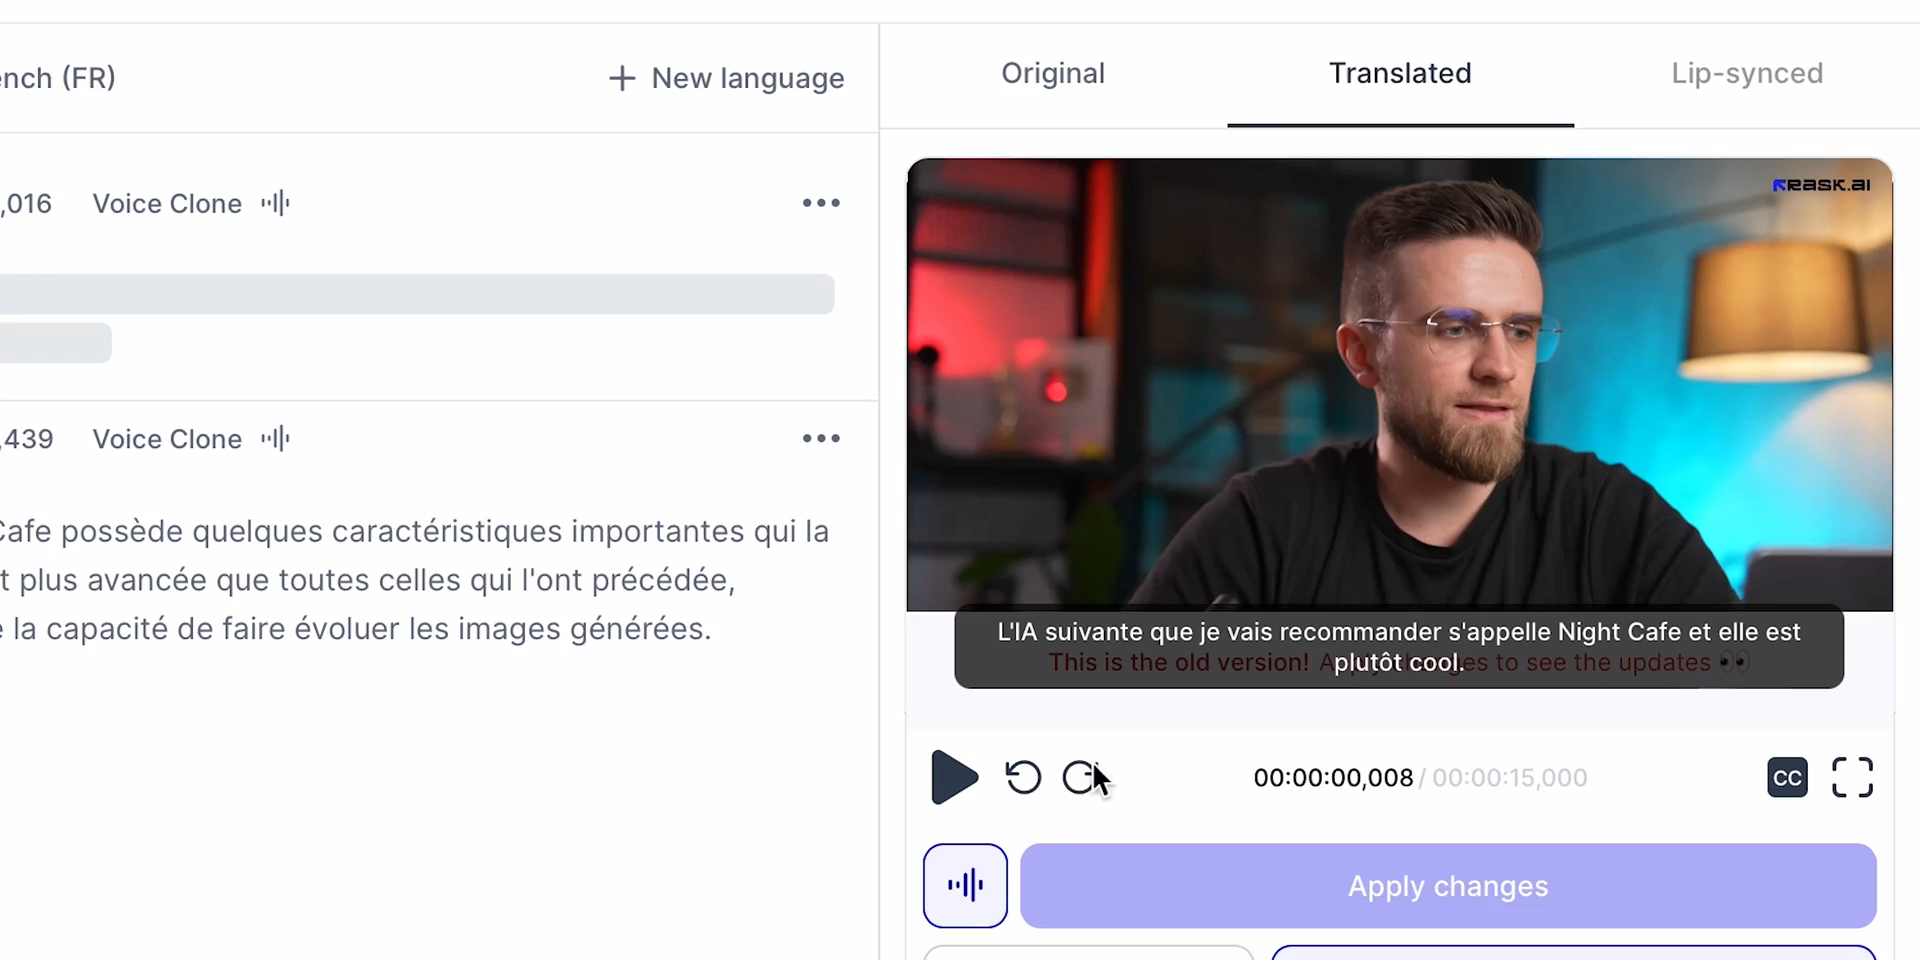 ench (FR)
+ New language
,016 Voice Clone
,439 Voice Clone
Cafe possède quelques caractéristiques importantes qui la
t plus avancée que toutes celles qui l'ont précédée,
e la capacité de faire évoluer les images générées.
Original Translated Lip-synced
rask.ai
L'IA suivante que je vais recommander s'appelle Night Cafe et elle est
plutôt cool.
This is the old version! to see the updates 👀
00:00:00,008 / 00:00:15,000
CC
Apply changes